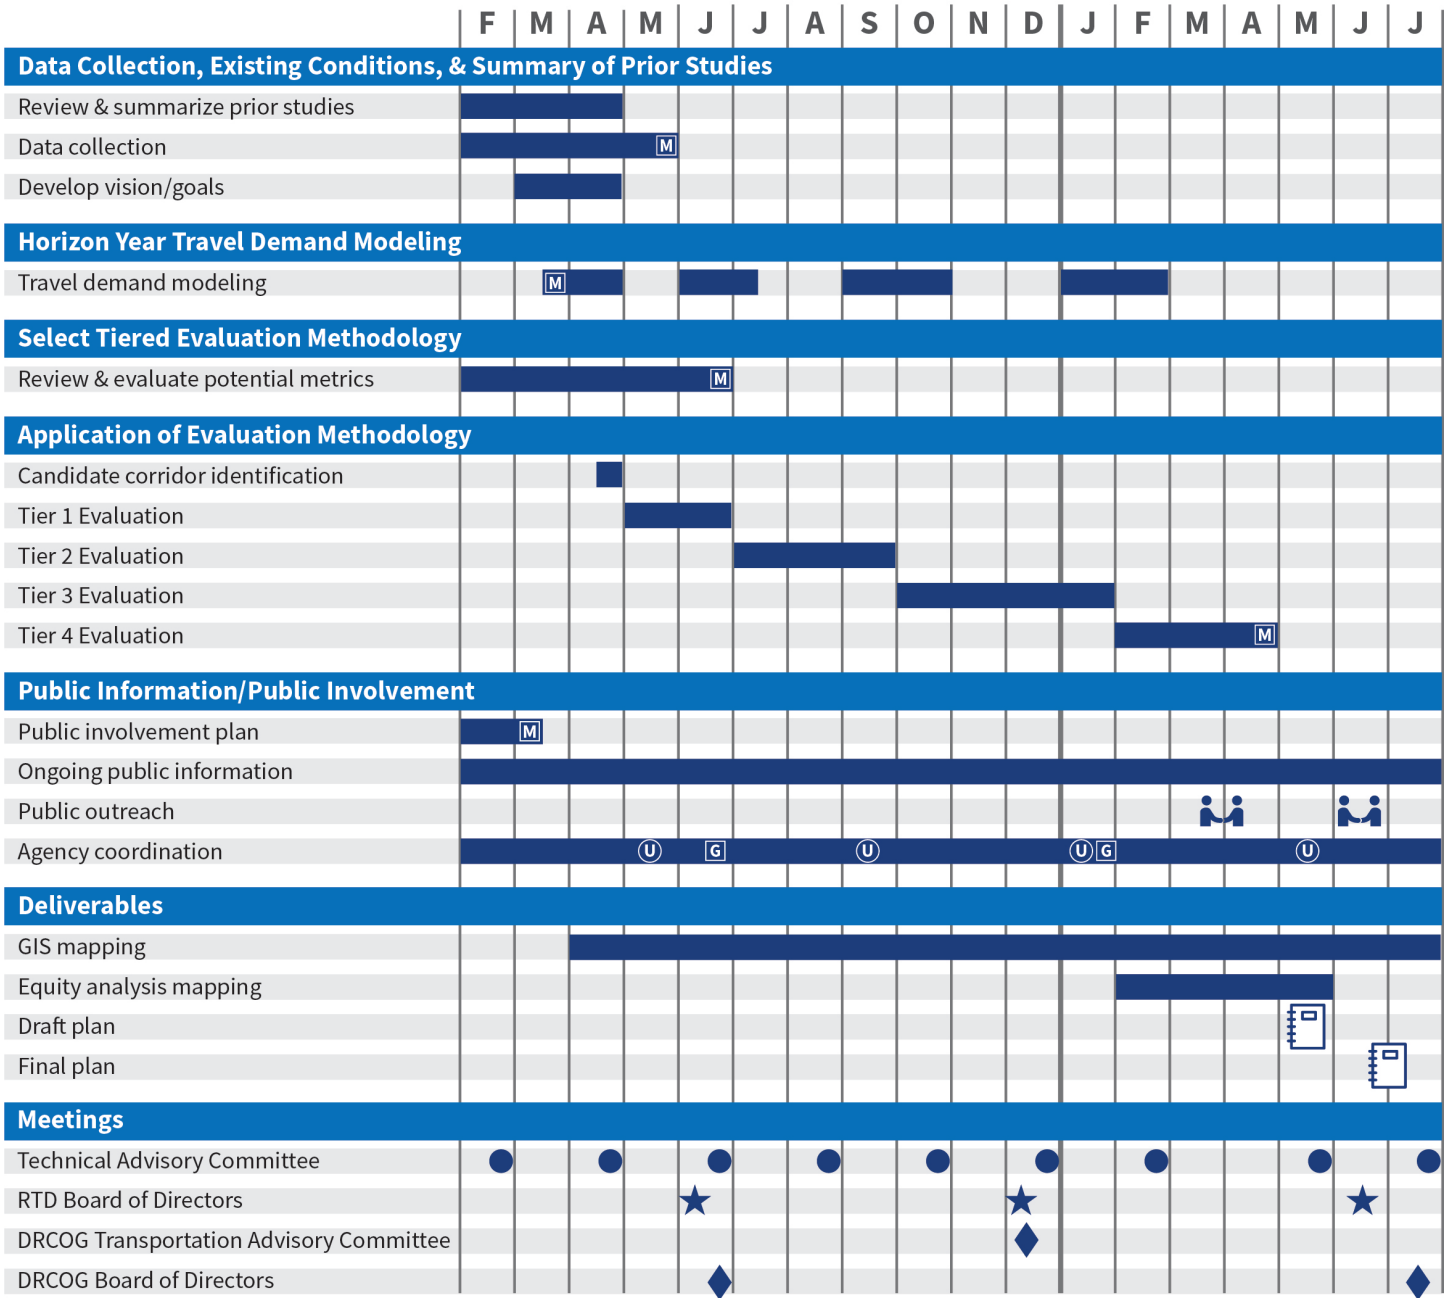 F M A M J J A S O N D J F M A M J J
Data Collection, Existing Conditions, & Summary of Prior Studies
Review & summarize prior studies
Data collection M
Develop vision/goals
Horizon Year Travel Demand Modeling
Travel demand modeling M
Select Tiered Evaluation Methodology
Review & evaluate potential metrics M
Application of Evaluation Methodology
Candidate corridor identification
Tier 1 Evaluation
Tier 2 Evaluation
Tier 3 Evaluation
Tier 4 Evaluation M
Public Information/Public Involvement
Public involvement plan M
Ongoing public information
Public outreach
Agency coordination U G U U G U
Deliverables
GIS mapping
Equity analysis mapping
Draft plan
Final plan
Meetings
Technical Advisory Committee
RTD Board of Directors
DRCOG Transportation Advisory Committee
DRCOG Board of Directors